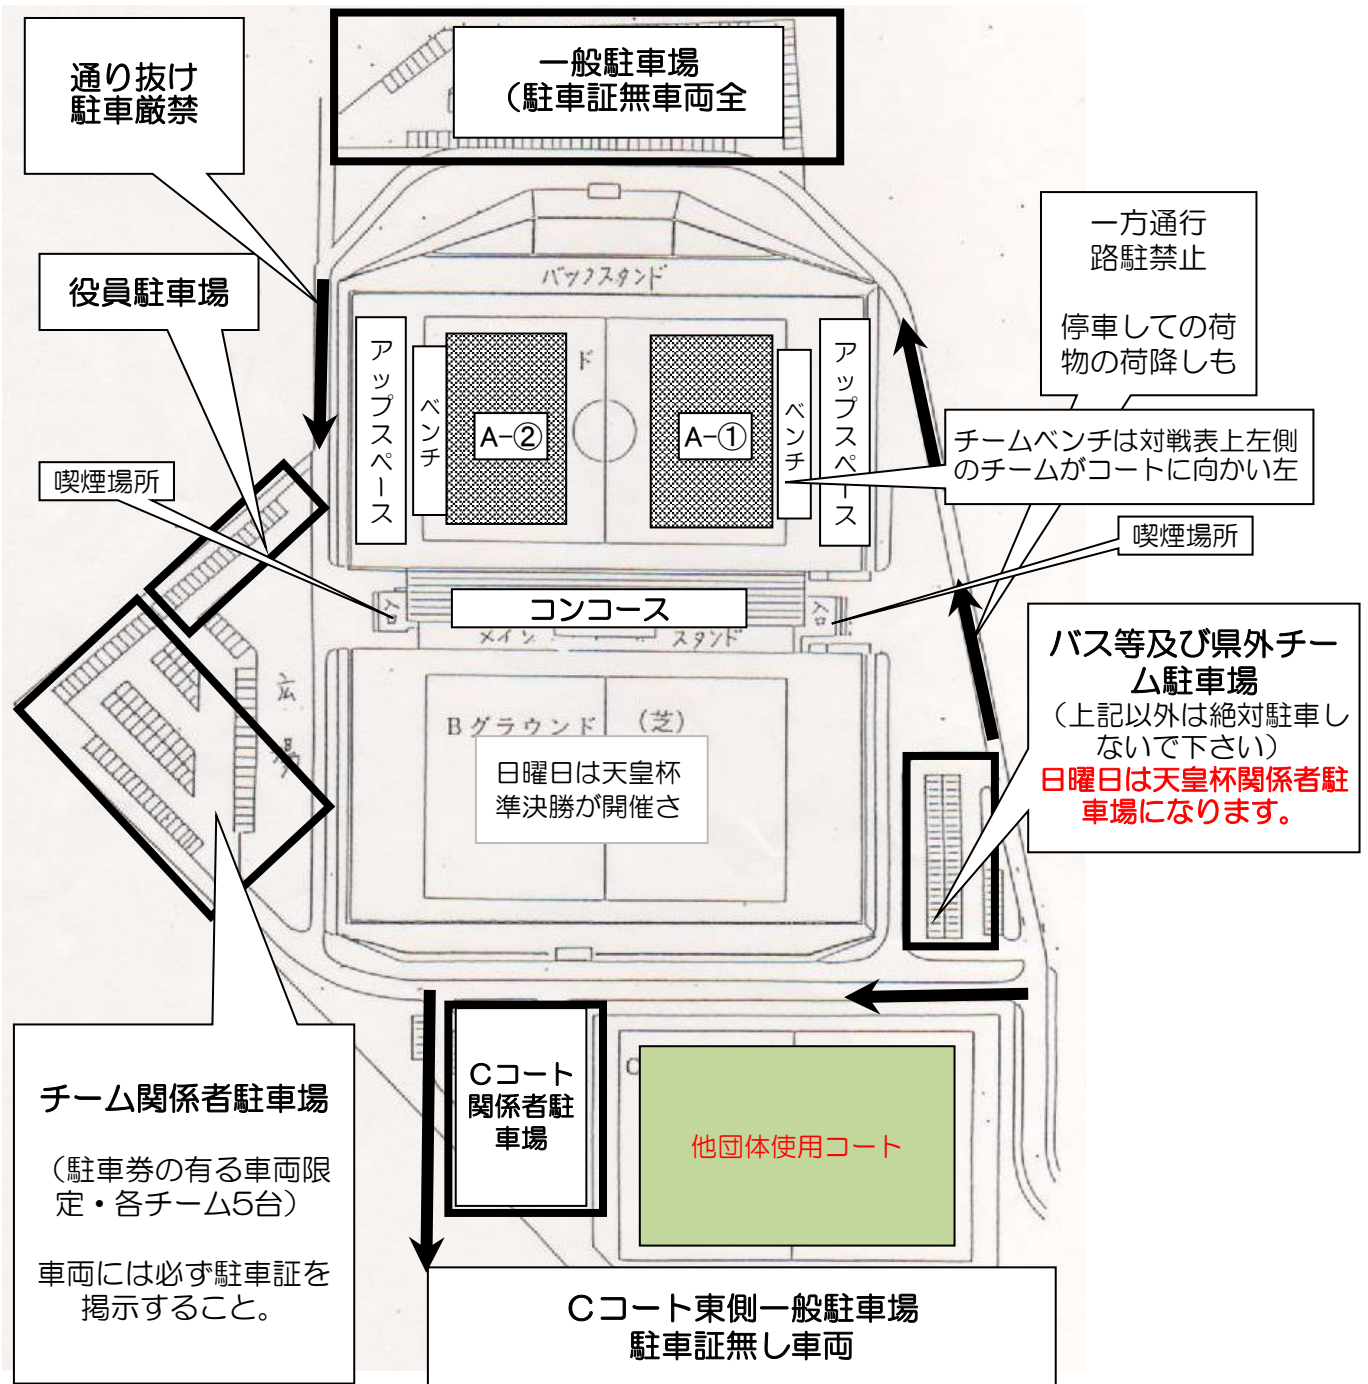 通り抜け
駐車厳禁
一般駐車場
（駐車証無車両全
役員駐車場
一方通行
路駐禁止
停車しての荷
物の荷降しも
バックスタンド
アップスペース
ベンチ
A-②
ド
A-①
ベンチ
アップスペース
チームベンチは対戦表上左側
のチームがコートに向かい左
喫煙場所
喫煙場所
コンコース
入口
入口
メイン スタンド
バス等及び県外チー
ム駐車場
（上記以外は絶対駐車し
ないで下さい）
日曜日は天皇杯関係者駐
車場になります。
広場
Bグラウンド （芝）
日曜日は天皇杯
準決勝が開催さ
チーム関係者駐車場
（駐車券の有る車両限
定・各チーム5台）
車両には必ず駐車証を
掲示すること。
Cコート
関係者駐
車場
C
他団体使用コート
Cコート東側一般駐車場
駐車証無し車両